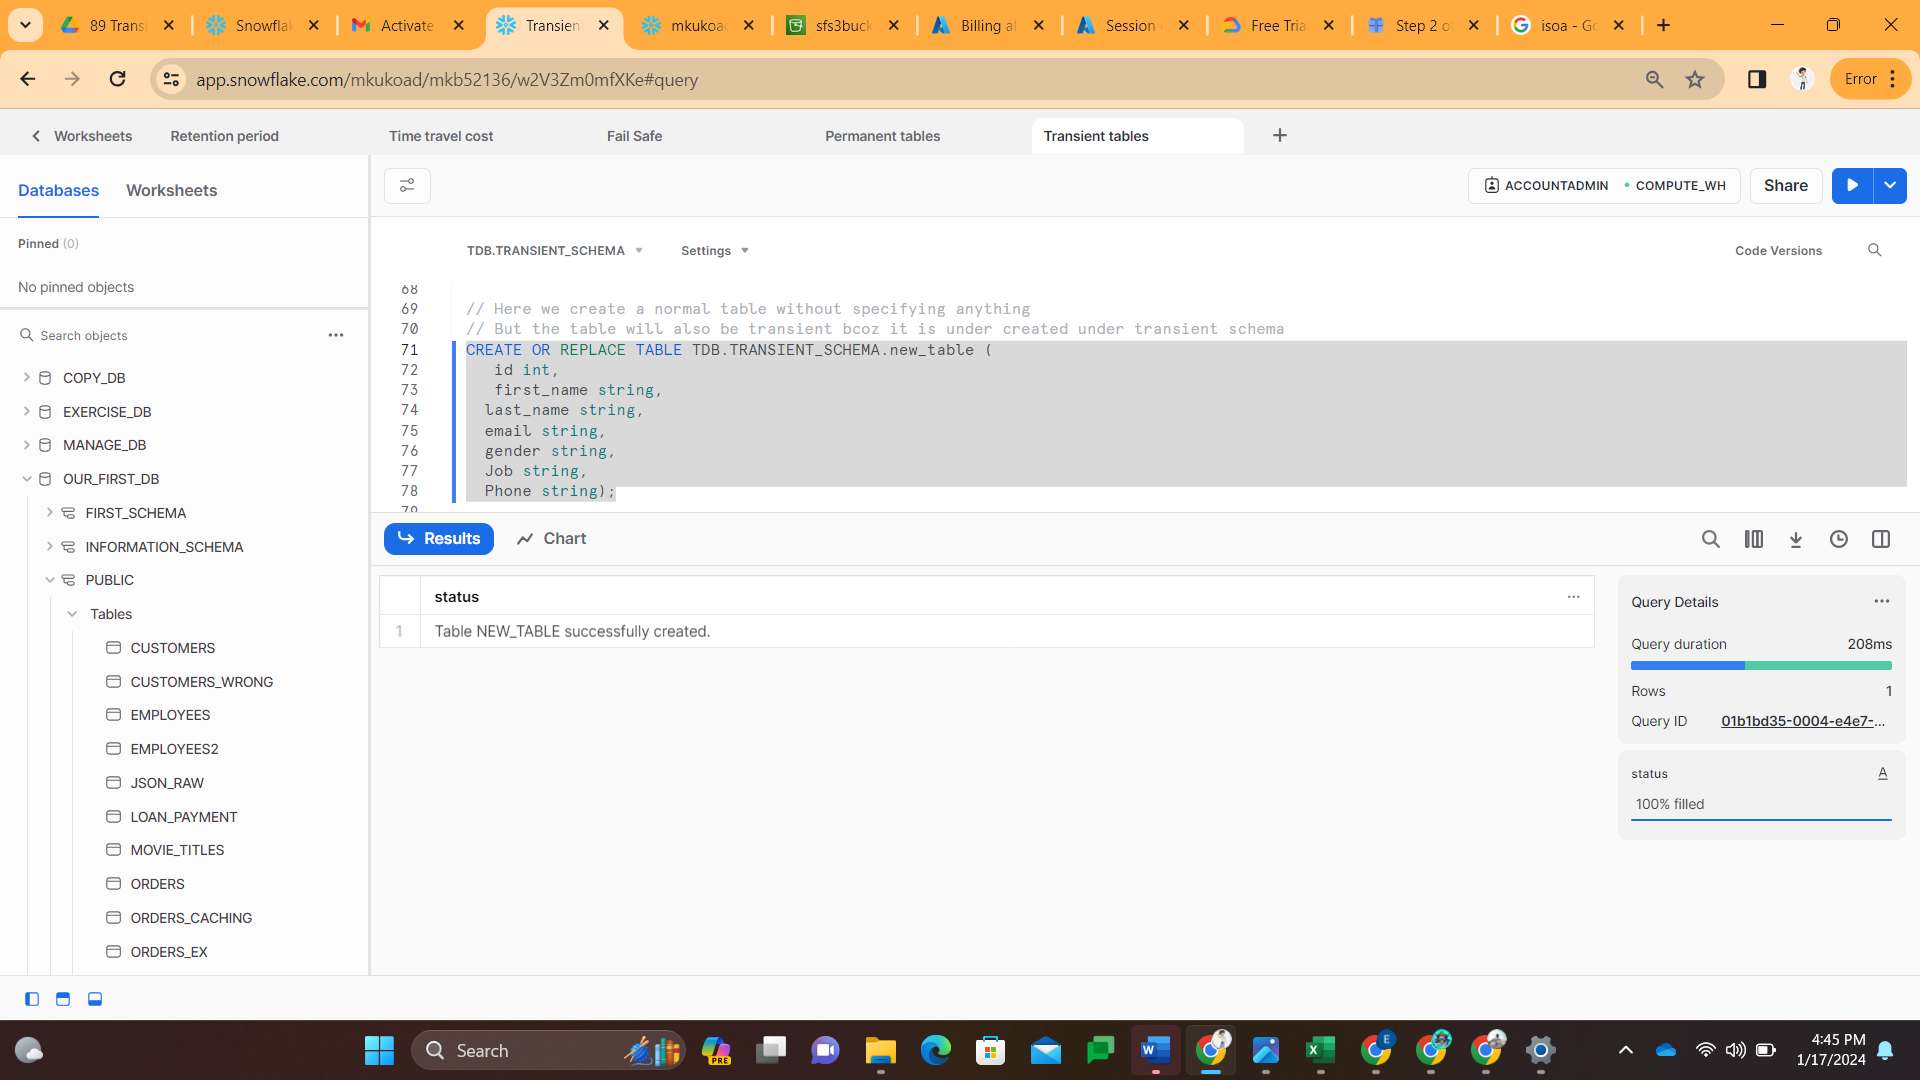 89 Transi
Snowflak
Activate
Transien
mkukoad
sfs3buck
Billing al
Session
Free Tria
Step 2 o
isoa - Go
app.snowflake.com/mkukoad/mkb52136/w2V3Zm0mfXKe#query
Error
Worksheets
Retention period
Time travel cost
Fail Safe
Permanent tables
Transient tables
Databases
Worksheets
ACCOUNTADMIN
COMPUTE_WH
Share
Pinned (0)
No pinned objects
TDB.TRANSIENT_SCHEMA
Settings
Code Versions
Search objects
COPY_DB
EXERCISE_DB
MANAGE_DB
OUR_FIRST_DB
FIRST_SCHEMA
INFORMATION_SCHEMA
PUBLIC
Tables
CUSTOMERS
CUSTOMERS_WRONG
EMPLOYEES
EMPLOYEES2
JSON_RAW
LOAN_PAYMENT
MOVIE_TITLES
ORDERS
ORDERS_CACHING
ORDERS_EX
68
69 // Here we create a normal table without specifying anything
70 // But the table will also be transient bcoz it is under created under transient schema
71 CREATE OR REPLACE TABLE TDB.TRANSIENT_SCHEMA.new_table (
72 id int,
73 first_name string,
74 last_name string,
75 email string,
76 gender string,
77 Job string,
78 Phone string);
79
Results
Chart
status
1 Table NEW_TABLE successfully created.
Query Details
Query duration 208ms
Rows 1
Query ID 01b1bd35-0004-e4e7-...
status
A
100% filled
Search
PRE
W
X
E
4:45 PM
1/17/2024